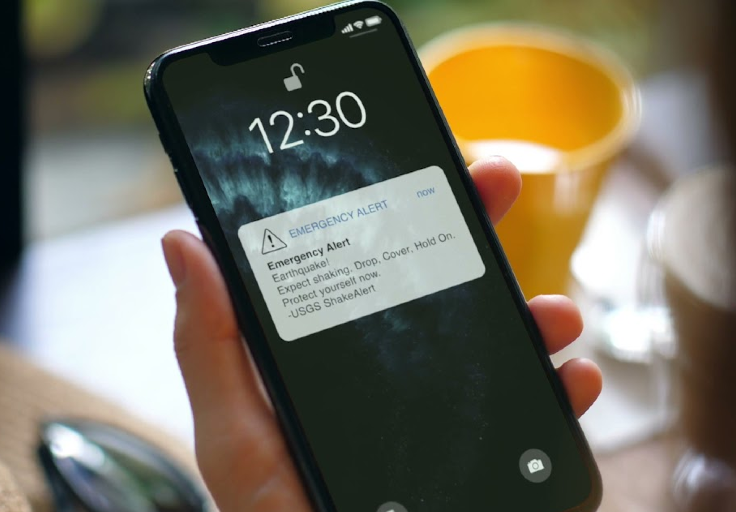 12:30
EMERGENCY ALERT now
Emergency Alert
Earthquake!
Expect shaking. Drop, Cover, Hold On.
Protect yourself now.
-USGS ShakeAlert